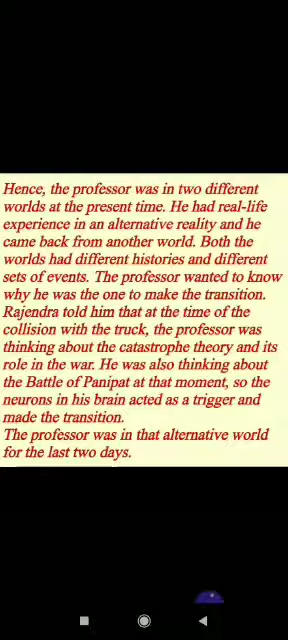 Hence, the professor was in two different
worlds at the present time. He had real-life
experience in an alternative reality and he
came back from another world. Both the
worlds had different histories and different
sets of events. The professor wanted to know
why he was the one to make the transition.
Rajendra told him that at the time of the
collision with the truck, the professor was
thinking about the catastrophe theory and its
role in the war. He was also thinking about
the Battle of Panipat at that moment, so the
neurons in his brain acted as a trigger and
made the transition.
The professor was in that alternative world
for the last two days.